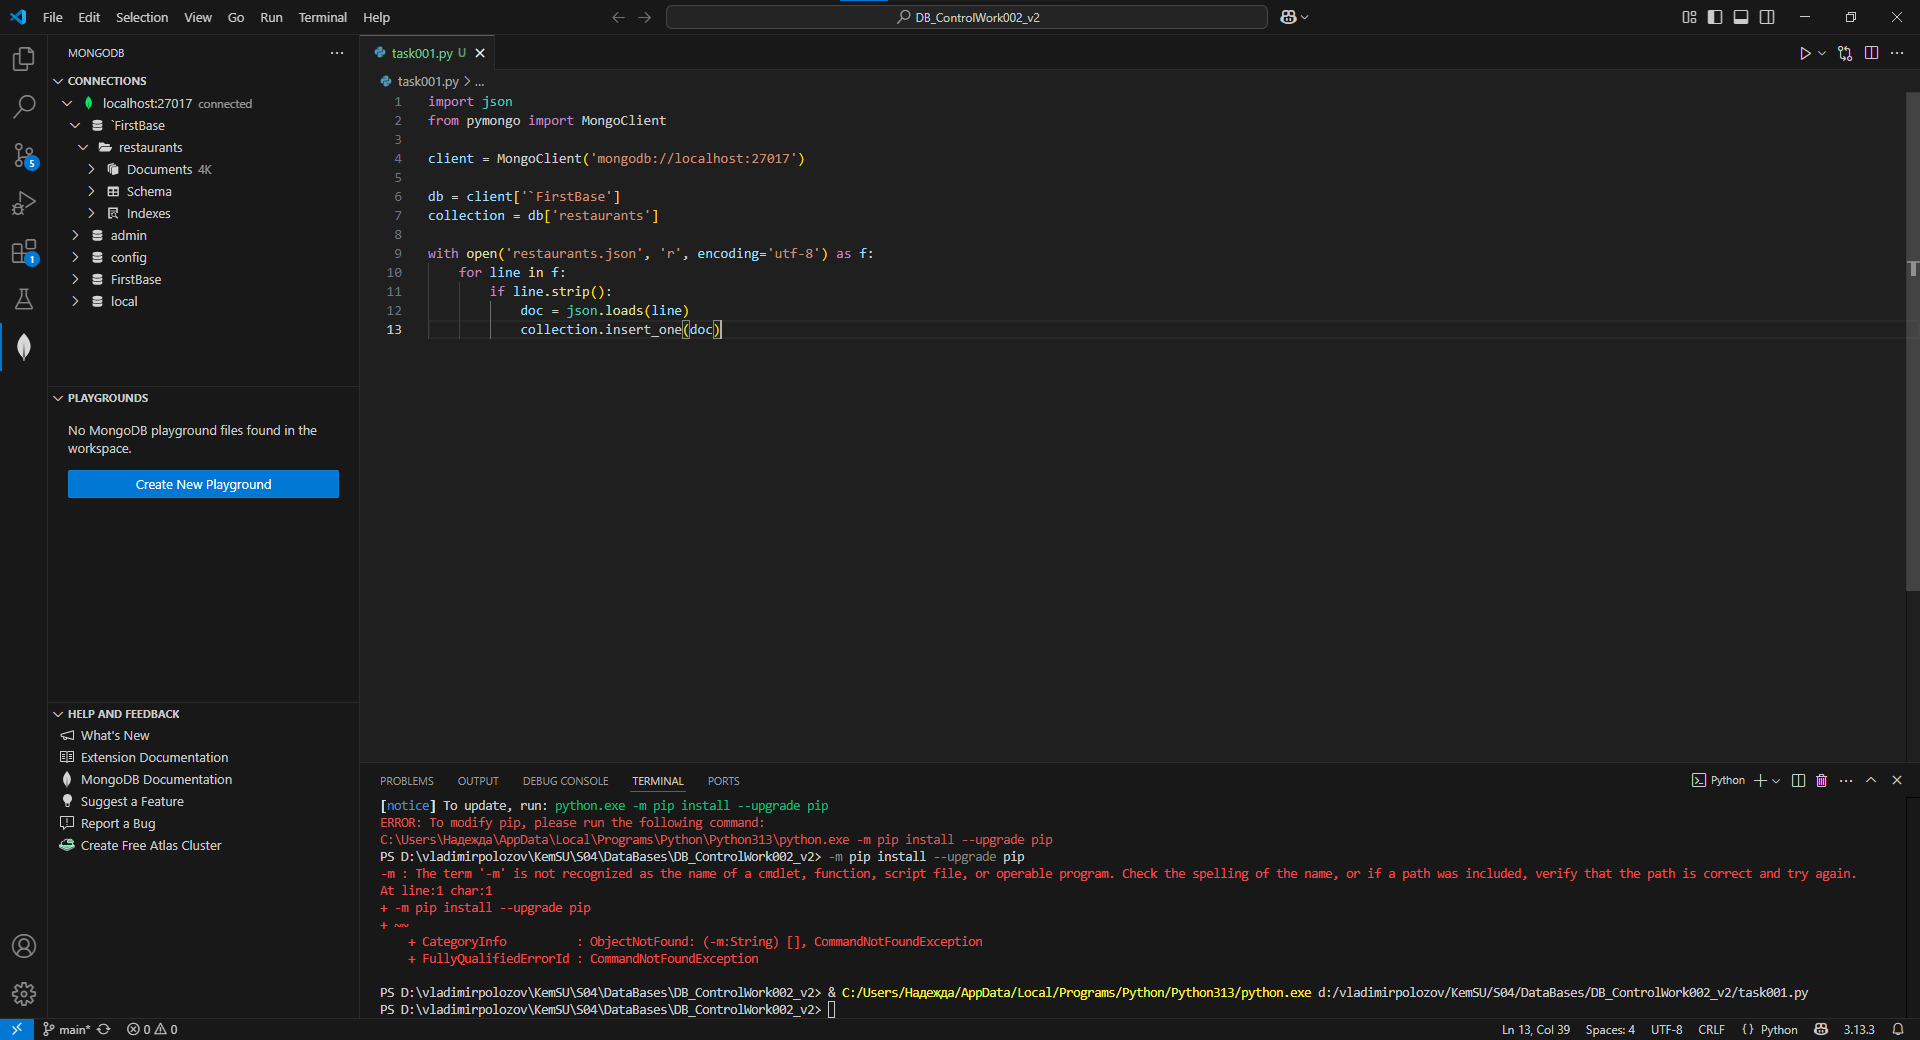 File Edit Selection View Go Run Terminal Help
DB_ControlWork002_v2
MONGODB
CONNECTIONS
localhost:27017 connected
`FirstBase
restaurants
Documents 4K
Schema
Indexes
admin
config
FirstBase
local
5
1
PLAYGROUNDS
No MongoDB playground files found in the
workspace.
Create New Playground
HELP AND FEEDBACK
What's New
Extension Documentation
MongoDB Documentation
Suggest a Feature
Report a Bug
Create Free Atlas Cluster
task001.py U
task001.py > ...
1 import json
2 from pymongo import MongoClient
3
4 client = MongoClient('mongodb://localhost:27017')
5
6 db = client['`FirstBase']
7 collection = db['restaurants']
8
9 with open('restaurants.json', 'r', encoding='utf-8') as f:
10 for line in f:
11 if line.strip():
12 doc = json.loads(line)
13 collection.insert_one(doc)
PROBLEMS OUTPUT DEBUG CONSOLE TERMINAL PORTS
Python
[notice] To update, run: python.exe -m pip install --upgrade pip
ERROR: To modify pip, please run the following command:
C:\Users\Надежда\AppData\Local\Programs\Python\Python313\python.exe -m pip install --upgrade pip
PS D:\vladimirpolozov\KemSU\S04\DataBases\DB_ControlWork002_v2> -m pip install --upgrade pip
-m : The term '-m' is not recognized as the name of a cmdlet, function, script file, or operable program. Check the spelling of the name, or if a path was included, verify that the path is correct and try again.
At line:1 char:1
+ -m pip install --upgrade pip
+ ~~
+ CategoryInfo : ObjectNotFound: (-m:String) [], CommandNotFoundException
+ FullyQualifiedErrorId : CommandNotFoundException
PS D:\vladimirpolozov\KemSU\S04\DataBases\DB_ControlWork002_v2> & C:/Users/Надежда/AppData/Local/Programs/Python/Python313/python.exe d:/vladimirpolozov/KemSU/S04/DataBases/DB_ControlWork002_v2/task001.py
PS D:\vladimirpolozov\KemSU\S04\DataBases\DB_ControlWork002_v2>
main* 0 0 Ln 13, Col 39 Spaces: 4 UTF-8 CRLF {} Python 3.13.3